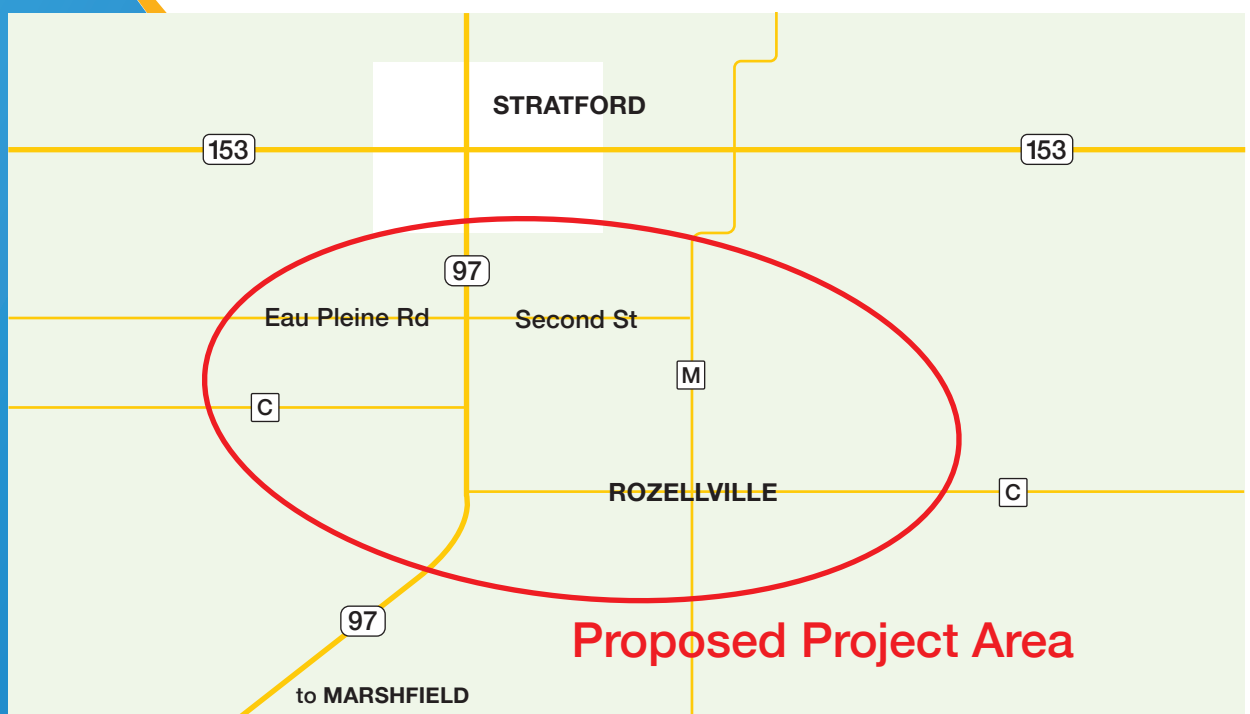 STRATFORD
153
153
97
Eau Pleine Rd
Second St
M
C
ROZELLVILLE
C
97
Proposed Project Area
to MARSHFIELD